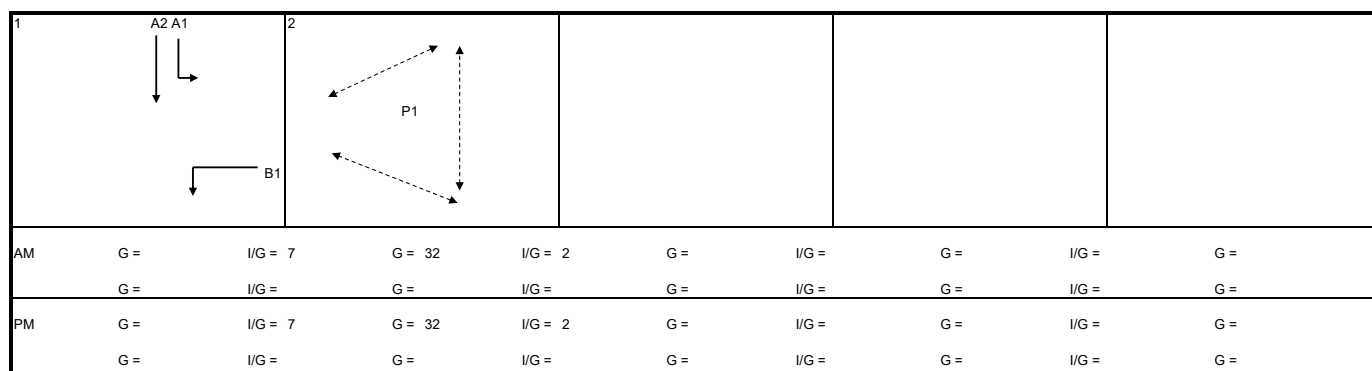 1 A2 A1 2
P1
B1
AM G = I/G = 7 G = 32 I/G = 2 G = I/G = G = I/G = G =
G = I/G = G = I/G = G = I/G = G = I/G = G =
PM G = I/G = 7 G = 32 I/G = 2 G = I/G = G = I/G = G =
G = I/G = G = I/G = G = I/G = G = I/G = G =